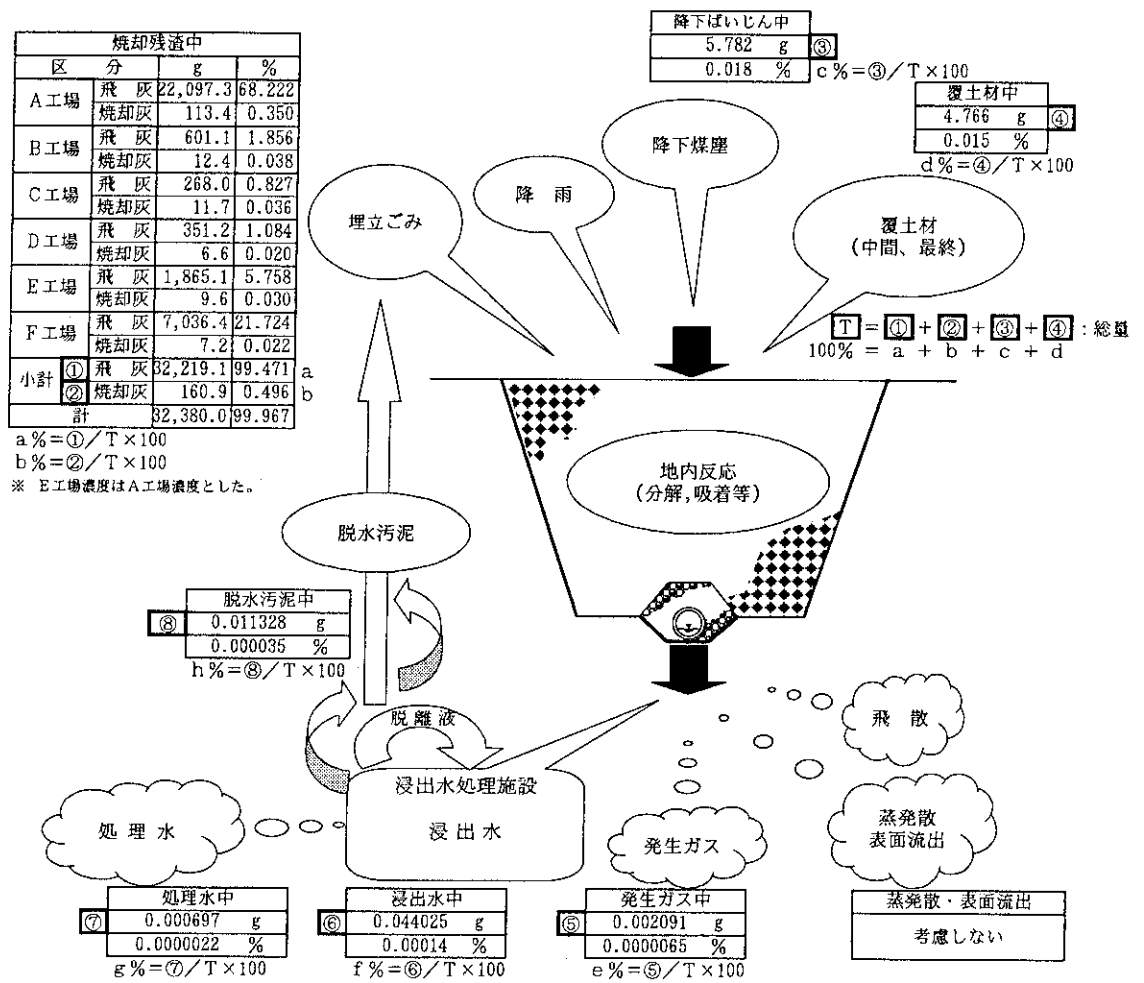 焼却残渣中
区 分 g %
A工場 飛 灰 22,097.3 68.222
焼却灰 113.4 0.350
B工場 飛 灰 601.1 1.856
焼却灰 12.4 0.038
C工場 飛 灰 268.0 0.827
焼却灰 11.7 0.036
D工場 飛 灰 351.2 1.084
焼却灰 6.6 0.020
E工場 飛 灰 1,865.1 5.758
焼却灰 9.6 0.030
F工場 飛 灰 7,036.4 21.724
焼却灰 7.2 0.022
小計 ① 飛 灰 32,219.1 99.471 a
② 焼却灰 160.9 0.496 b
計 32,380.0 99.967
a%=①/T×100
b%=②/T×100
※ E工場濃度はA工場濃度とした。
降下ばいじん中
5.782 g ③
0.018 %
c%=③/T×100
覆土材中
4.766 g ④
0.015 %
d%=④/T×100
埋立ごみ
降 雨
降下煤塵
覆土材
(中間、最終)
T = ① + ② + ③ + ④ : 総量
100% = a + b + c + d
地内反応
(分解,吸着等)
脱水汚泥
脱水汚泥中
⑧ 0.011328 g
0.000035 %
h%=⑧/T×100
脱離液
浸出水処理施設
浸出水
処理水
発生ガス
飛 散
蒸発散
表面流出
処理水中
⑦ 0.000697 g
0.0000022 %
g%=⑦/T×100
浸出水中
⑥ 0.044025 g
0.00014 %
f%=⑥/T×100
発生ガス中
⑤ 0.002091 g
0.0000065 %
e%=⑤/T×100
蒸発散・表面流出
考慮しない